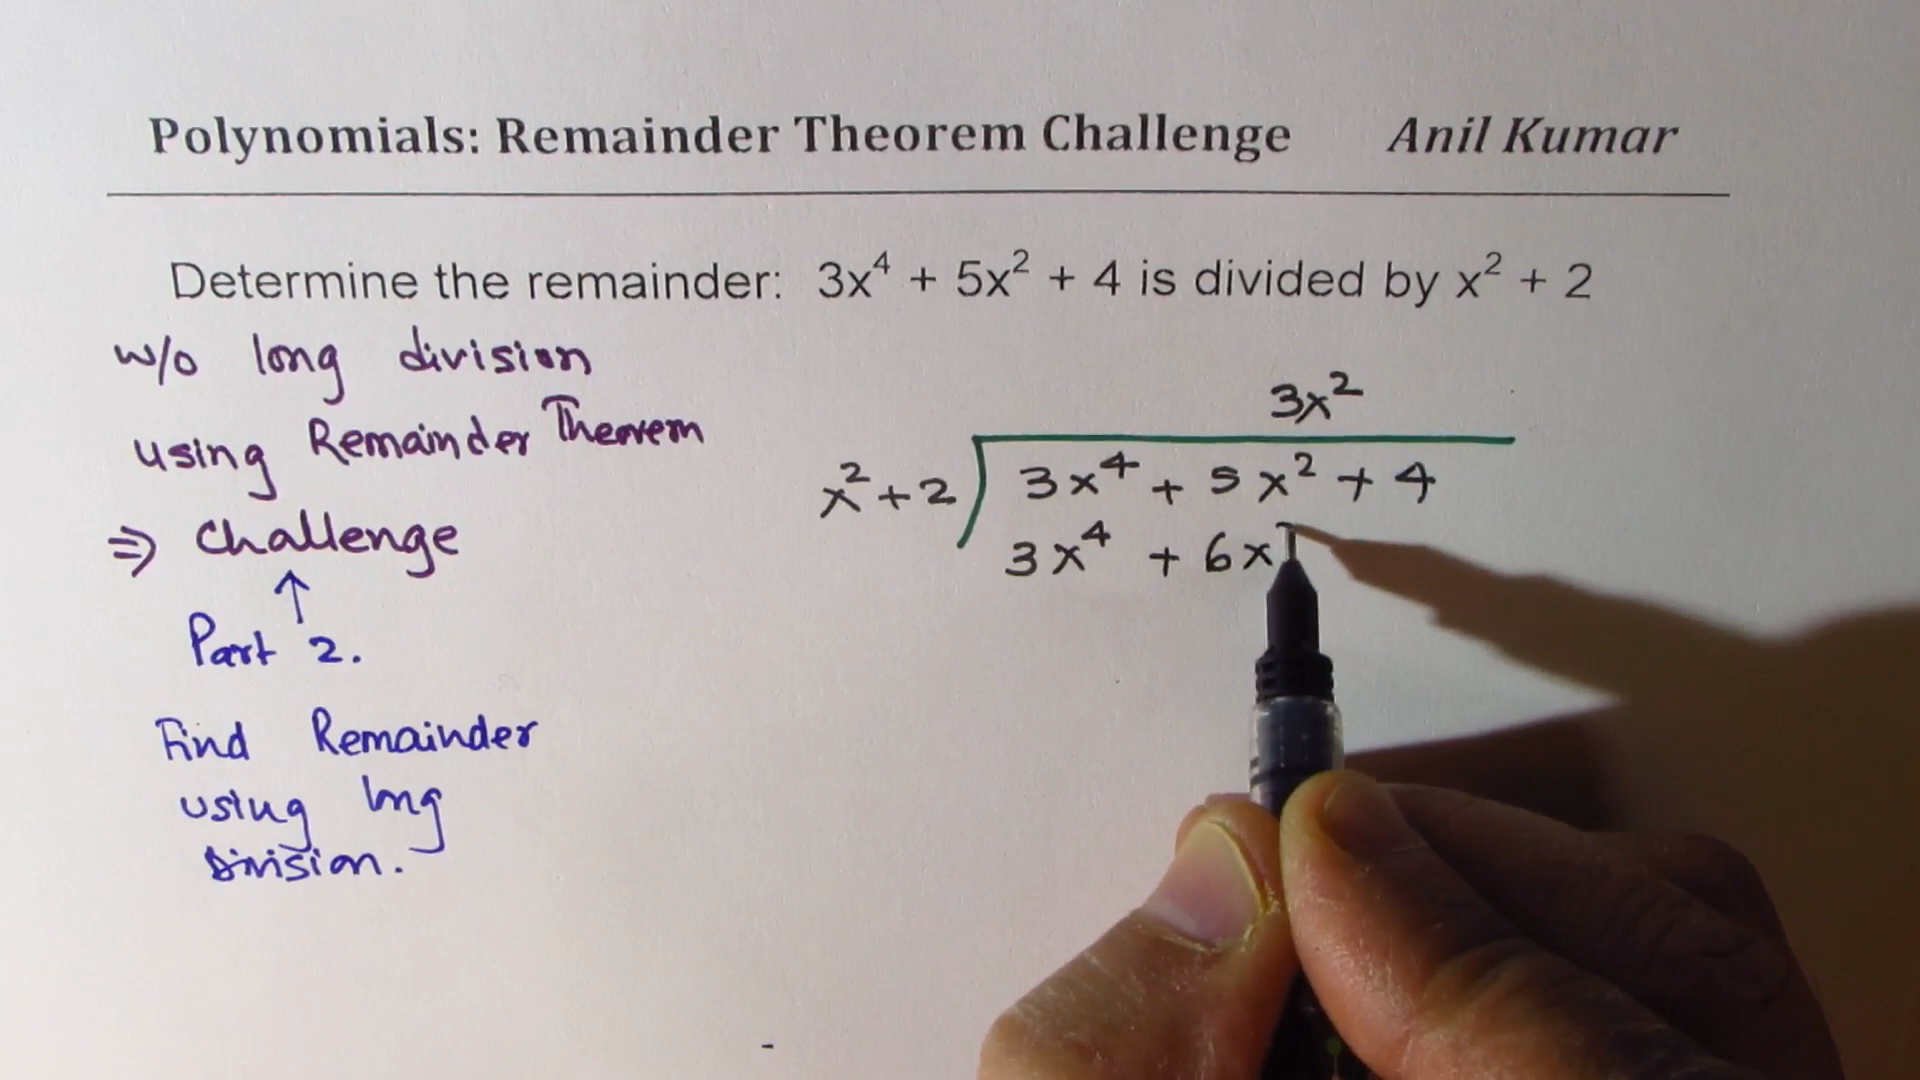 Polynomials: Remainder Theorem Challenge Anil Kumar
Determine the remainder: 3x⁴ + 5x² + 4 is divided by x² + 2
w/o long division
using Remainder Theorem
⇒ Challenge
↑
Part 2.
Find Remainder
using long
Division.
3x²
x²+2 ) 3x⁴ + 5x² + 4
3x⁴ + 6x